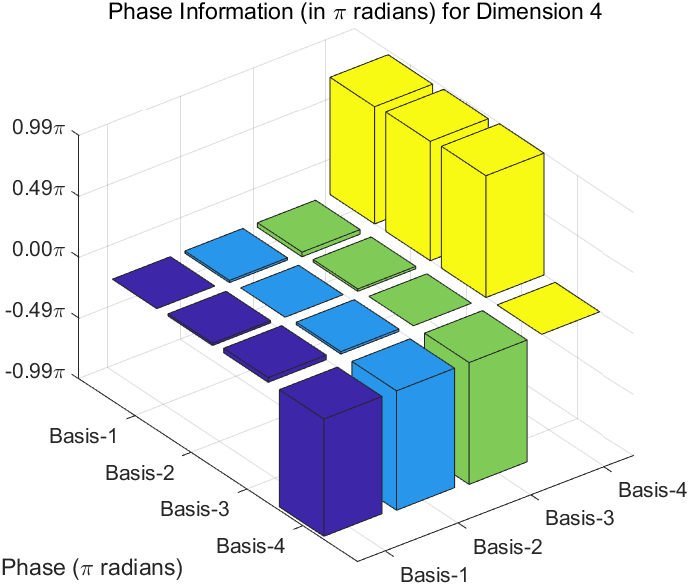 Phase Information (in π radians) for Dimension 4
0.99π
0.49π
0.00π
-0.49π
-0.99π
Basis-1
Basis-2
Basis-3
Basis-4
Phase (π radians)
Basis-1
Basis-2
Basis-3
Basis-4